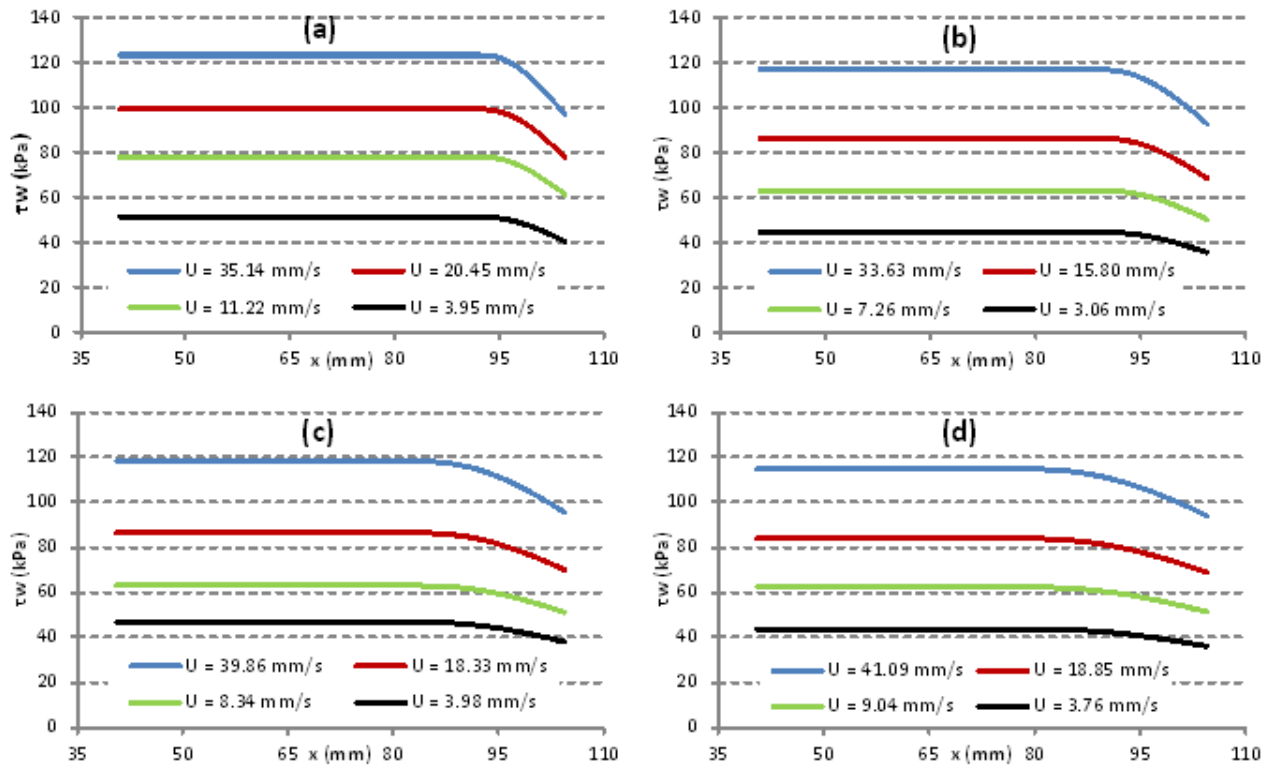 (a)
140
120
100
80
60
40
20
0
τw (kPa)
U = 35.14 mm/s
U = 20.45 mm/s
U = 11.22 mm/s
U = 3.95 mm/s
35
50
65
x (mm)
80
95
110
(b)
140
120
100
80
60
40
20
0
τw (kPa)
U = 33.63 mm/s
U = 15.80 mm/s
U = 7.26 mm/s
U = 3.06 mm/s
35
50
65
x (mm)
80
95
110
(c)
140
120
100
80
60
40
20
0
τw (kPa)
U = 39.86 mm/s
U = 18.33 mm/s
U = 8.34 mm/s
U = 3.98 mm/s
35
50
65
x (mm)
80
95
110
(d)
140
120
100
80
60
40
20
0
τw (kPa)
U = 41.09 mm/s
U = 18.85 mm/s
U = 9.04 mm/s
U = 3.76 mm/s
35
50
65
x (mm)
80
95
110